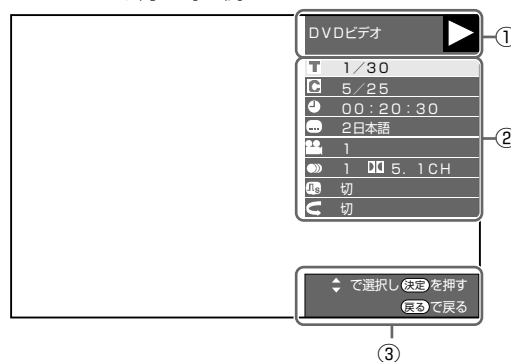 DVDビデオ
①
T 1/30
C 5/25
00:20:30
2日本語
②
1
1 5.1CH
切
切
で選択し 決定 を押す
戻る で戻る
③